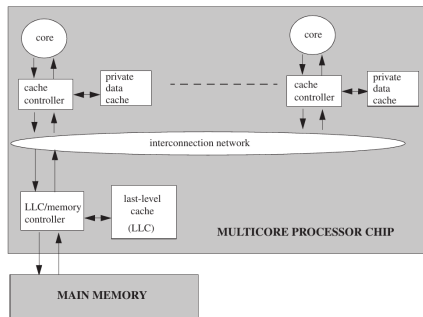 core
core
cache
controller
private
data
cache
cache
controller
private
data
cache
interconnection network
LLC/memory
controller
last-level
cache
(LLC)
MULTICORE PROCESSOR CHIP
MAIN MEMORY